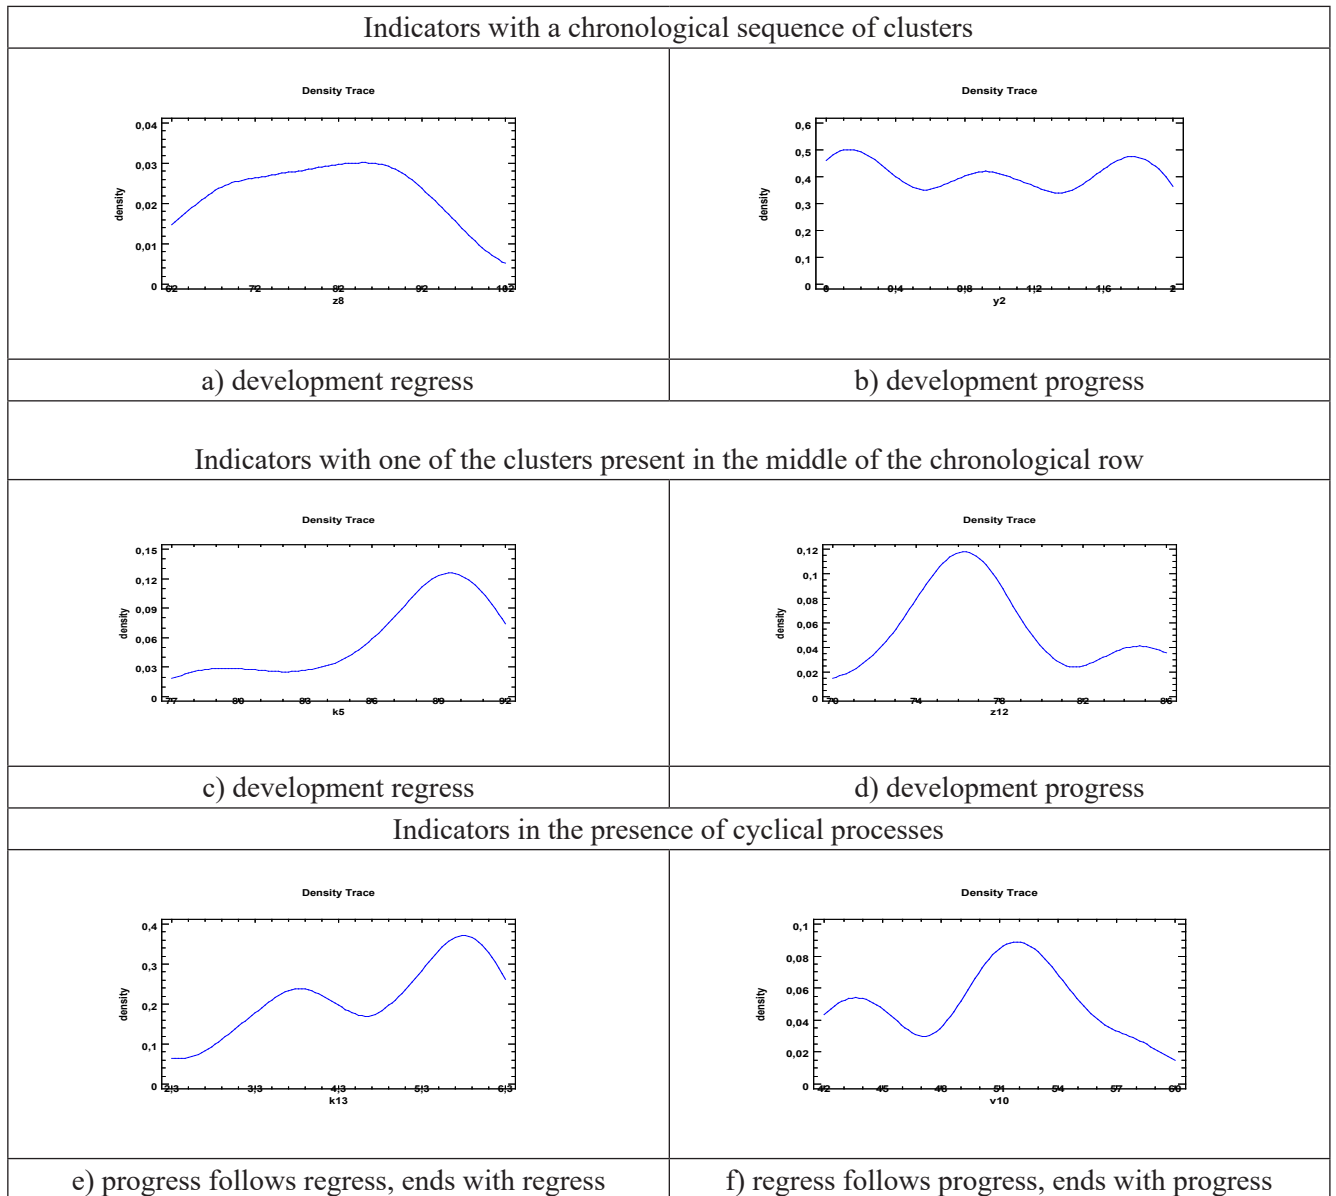 Indicators with a chronological sequence of clusters
Density Trace
Density Trace
density
0,04
0,03
0,02
0,01
0
62 72 82 92 102
z8
density
0,6
0,5
0,4
0,3
0,2
0,1
0
0 0,4 0,8 1,2 1,6 2
y2
a) development regress
b) development progress
Indicators with one of the clusters present in the middle of the chronological row
Density Trace
Density Trace
density
0,15
0,12
0,09
0,06
0,03
0
77 80 83 86 89 92
k5
density
0,12
0,1
0,08
0,06
0,04
0,02
0
70 74 78 82 86
z12
c) development regress
d) development progress
Indicators in the presence of cyclical processes
Density Trace
Density Trace
density
0,4
0,3
0,2
0,1
0
2,3 3,3 4,3 5,3 6,3
k13
density
0,1
0,08
0,06
0,04
0,02
0
42 45 48 51 54 57 60
v10
e) progress follows regress, ends with regress
f) regress follows progress, ends with progress